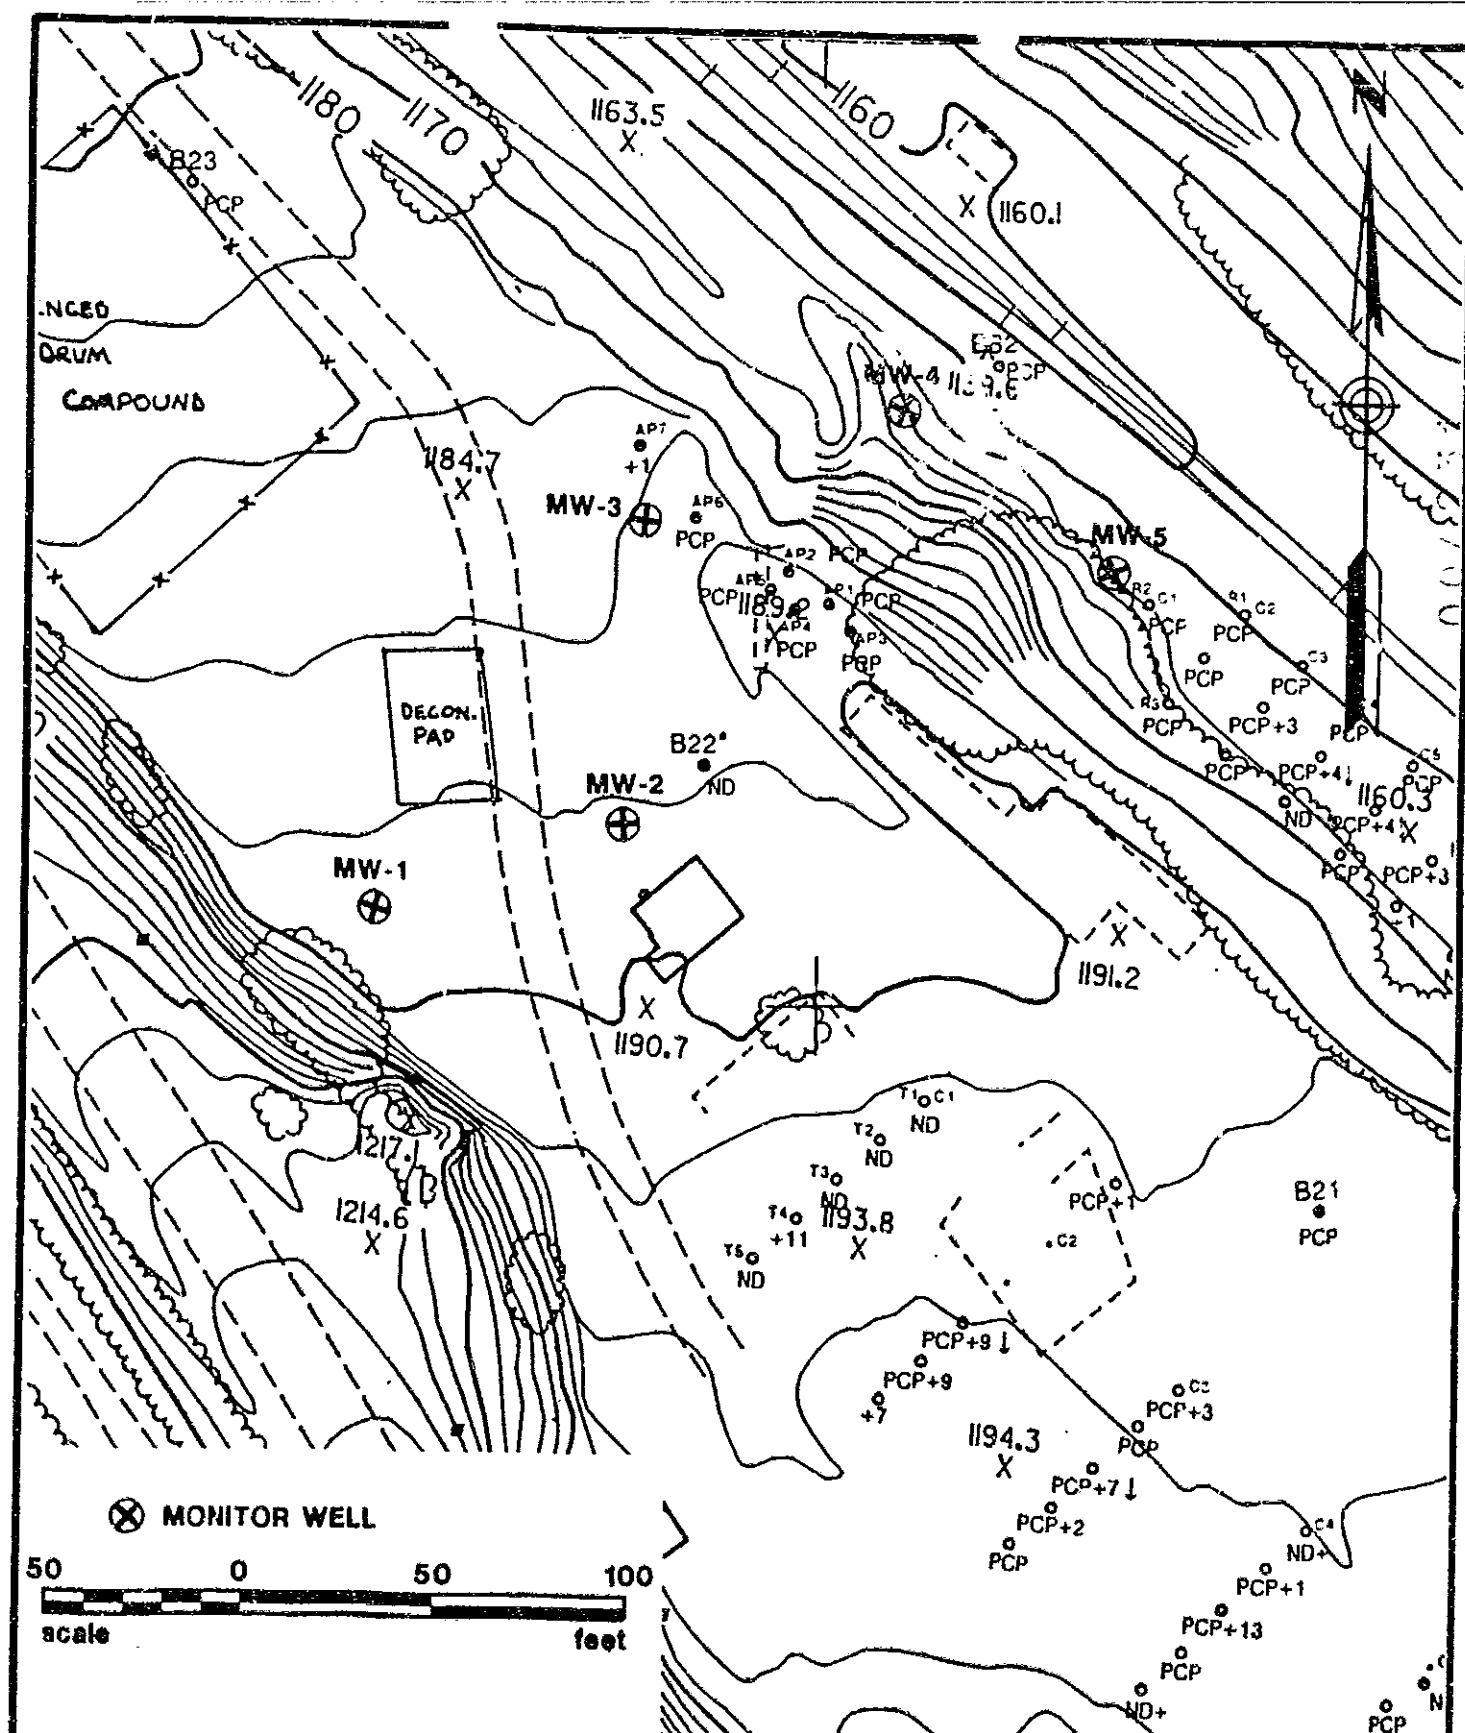 1180
1170
1163.5
X
1160
B23
PCP
X 1160.1
.NCED
DRUM
COMPOUND
MW-4
PCP
AP7
+1
1184.7
X
MW-3
AP6
PCP
MW-5
AP2
PCP
AP5
PCP
PCP
AP4
PCP
AP3
PCP
R2
C1
PCP
R1
C2
PCP
C3
PCP
PCP
R3
PCP
PCP+3
PCP
C5
PCP
PCP+4↓
PCP
1160.3
X
ND
PCP+4
PCP
PCP+3
DECON.
PAD
B22
ND
MW-2
MW-1
X
1191.2
X
1190.7
T1 C1
ND
T2
ND
T3
ND
T4
+11
T5
ND
1193.8
X
PCP+1
C2
B21
PCP
1217.
1214.6
X
PCP+9↓
PCP+9
+7
PCP+3
PCP
1194.3
X
PCP+7↓
PCP+2
PCP
C4
ND+
PCP+1
PCP+13
PCP
ND+
PCP
MONITOR WELL
50 0 50 100
scale feet